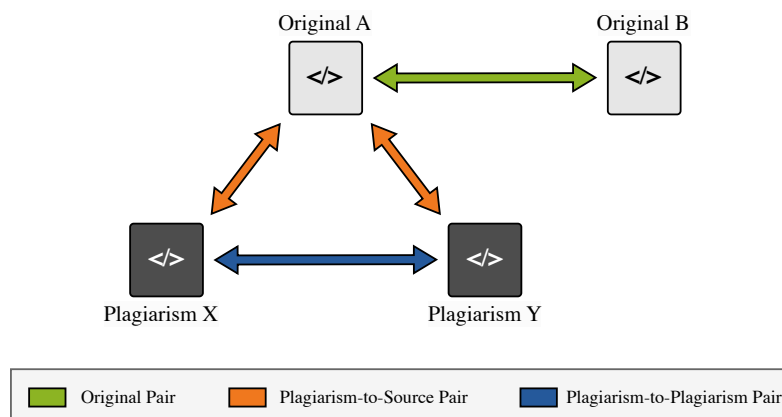 Original A
Original B
</>
</>
</>
</>
Plagiarism X
Plagiarism Y
Original Pair
Plagiarism-to-Source Pair
Plagiarism-to-Plagiarism Pair